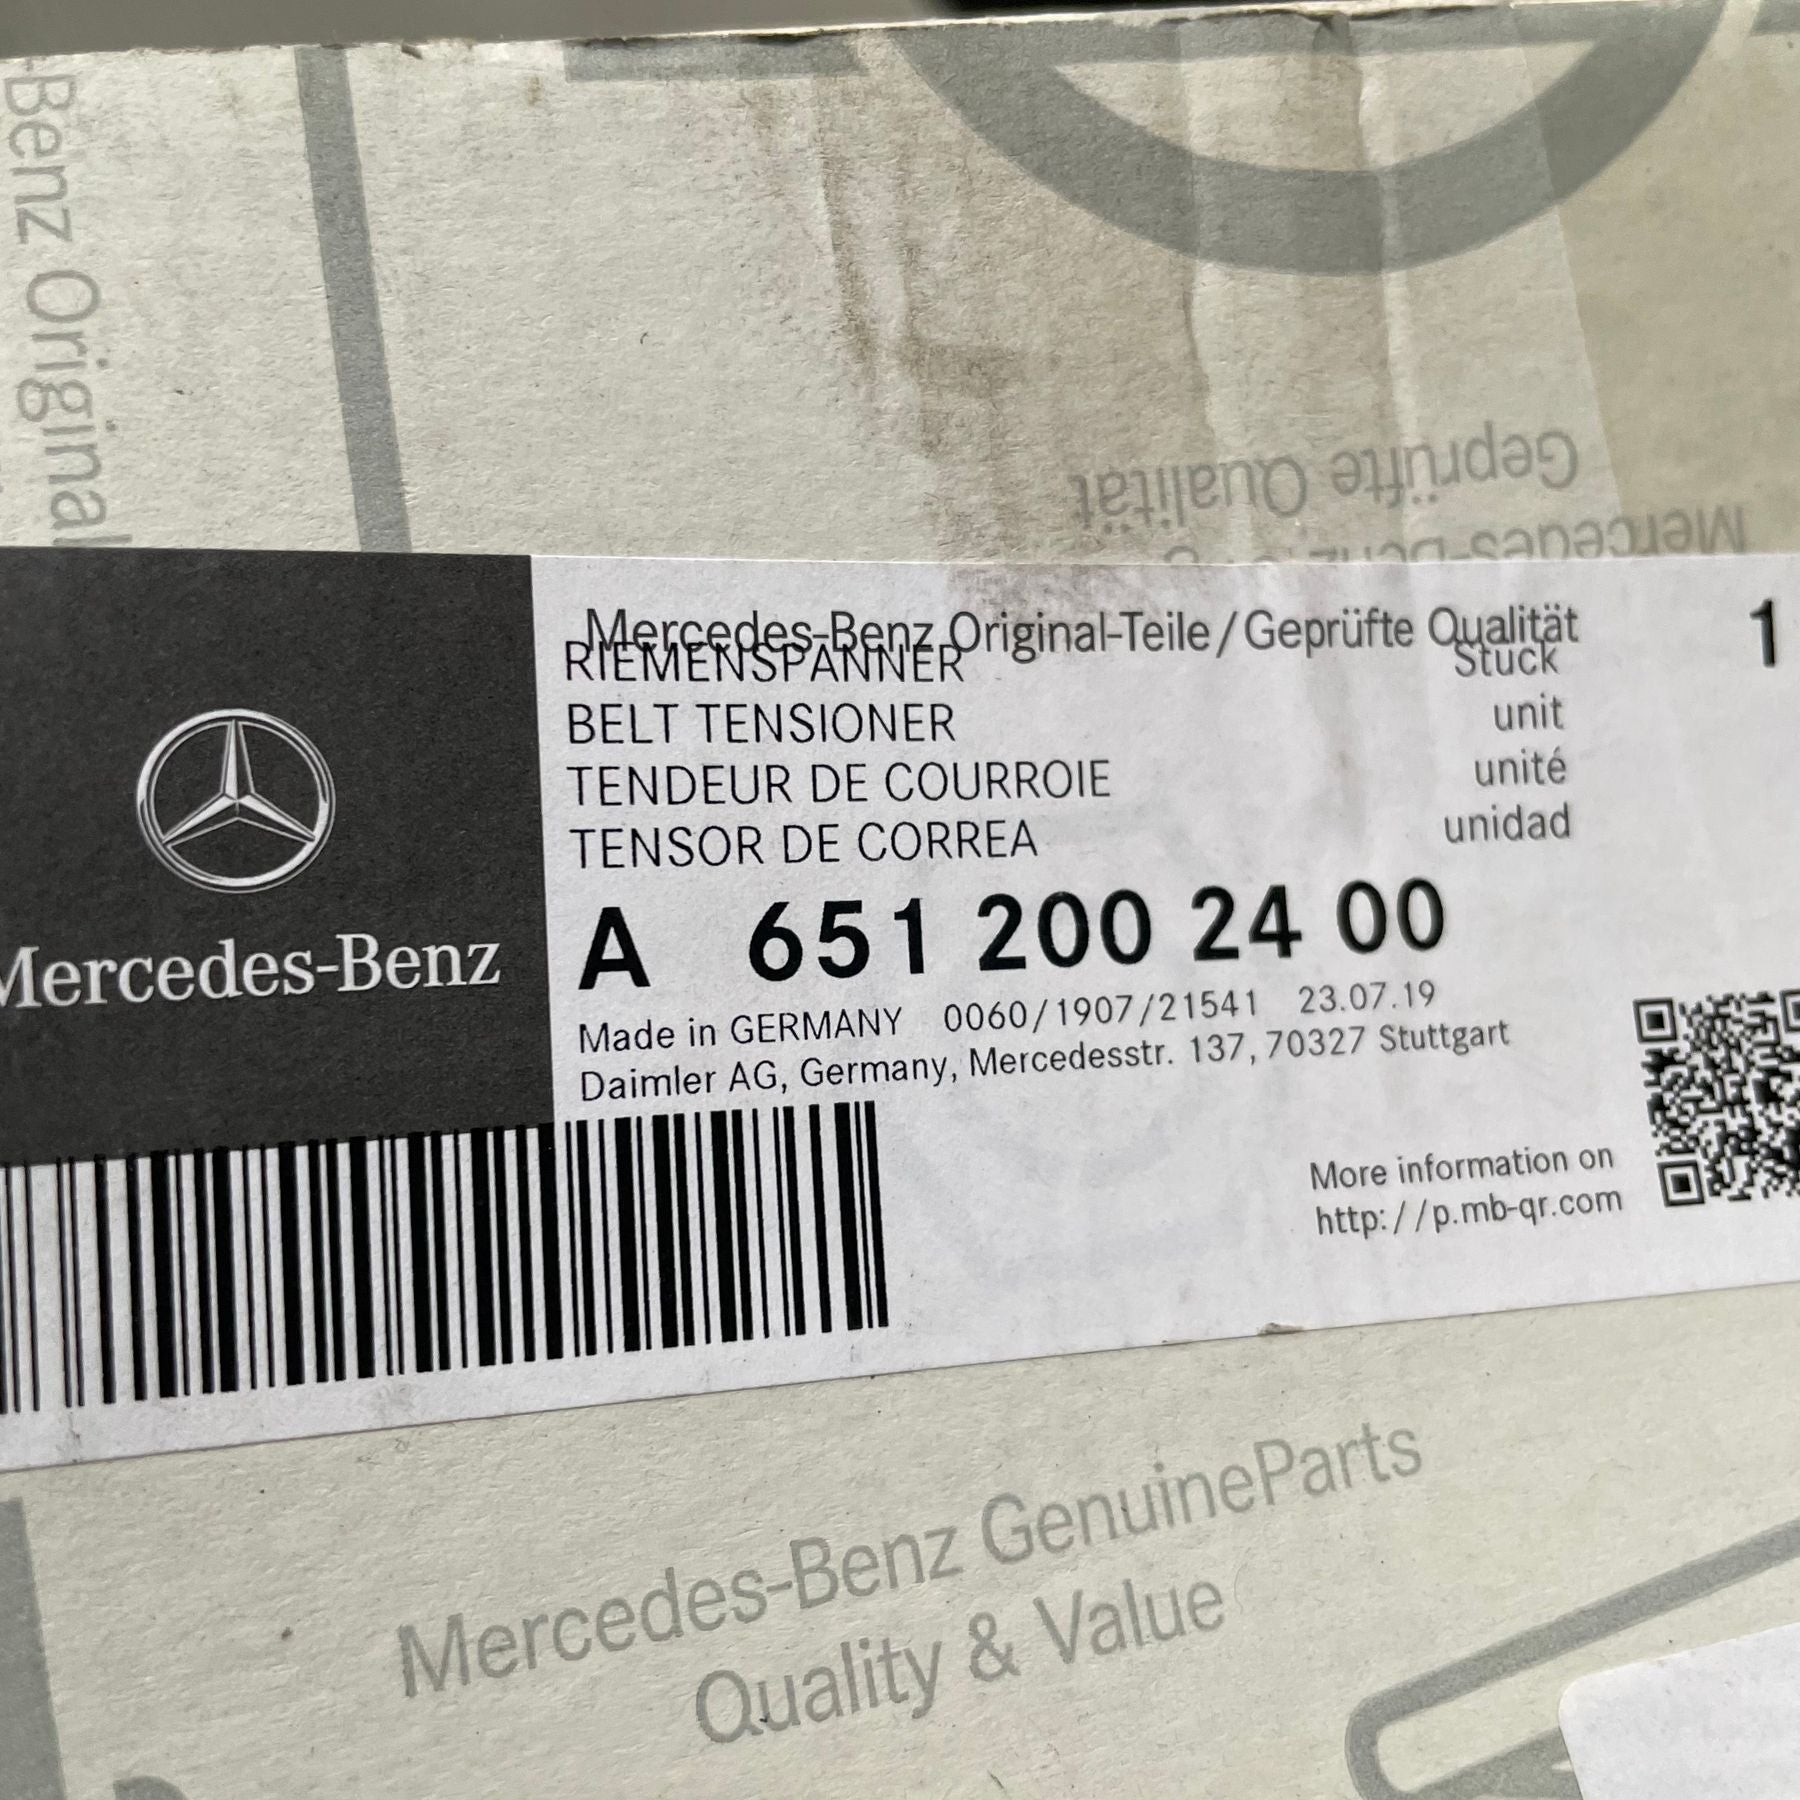 -Benz Original
Geprüfte Qualität
Mercedes-Benz
Mercedes-Benz
Mercedes-Benz Original-Teile/Geprüfte Qualität
RIEMENSPANNER Stück 1
BELT TENSIONER unit
TENDEUR DE COURROIE unité
TENSOR DE CORREA unidad
A 651 200 24 00
Made in GERMANY 0060/1907/21541 23.07.19
Daimler AG, Germany, Mercedesstr. 137, 70327 Stuttgart
More information on
http://p.mb-qr.com
Mercedes-Benz GenuineParts
Quality & Value